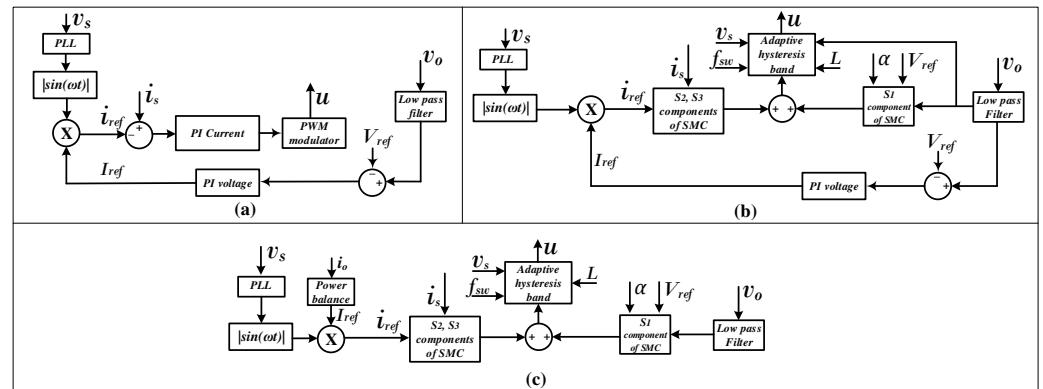 v_s
PLL
|sin(ωt)|
i_ref
i_s
X
- +
PI Current
u
PWM
modulator
v_o
Low pass
filter
V_ref
- +
PI voltage
I_ref
(a)
v_s
PLL
|sin(ωt)|
X
i_ref
i_s
S2, S3
components
of SMC
u
v_s
f_sw
Adaptive
hysteresis
band
L
+ +
α
V_ref
S1
component
of SMC
v_o
Low pass
Filter
V_ref
- +
PI voltage
I_ref
(b)
v_s
PLL
|sin(ωt)|
i_o
Power
balance
I_ref
X
i_ref
i_s
S2, S3
components
of SMC
u
v_s
f_sw
Adaptive
hysteresis
band
L
+ +
α
V_ref
S1
component
of SMC
v_o
Low pass
Filter
(c)